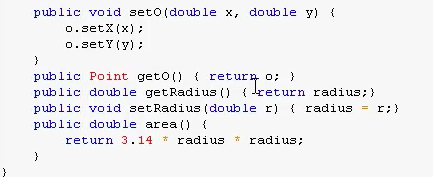 public void setO(double x, double y) {
o.setX(x);
o.setY(y);
}
public Point getO() { return o; }
public double getRadius() { return radius;}
public void setRadius(double r) { radius = r;}
public double area() {
return 3.14 * radius * radius;
}
}